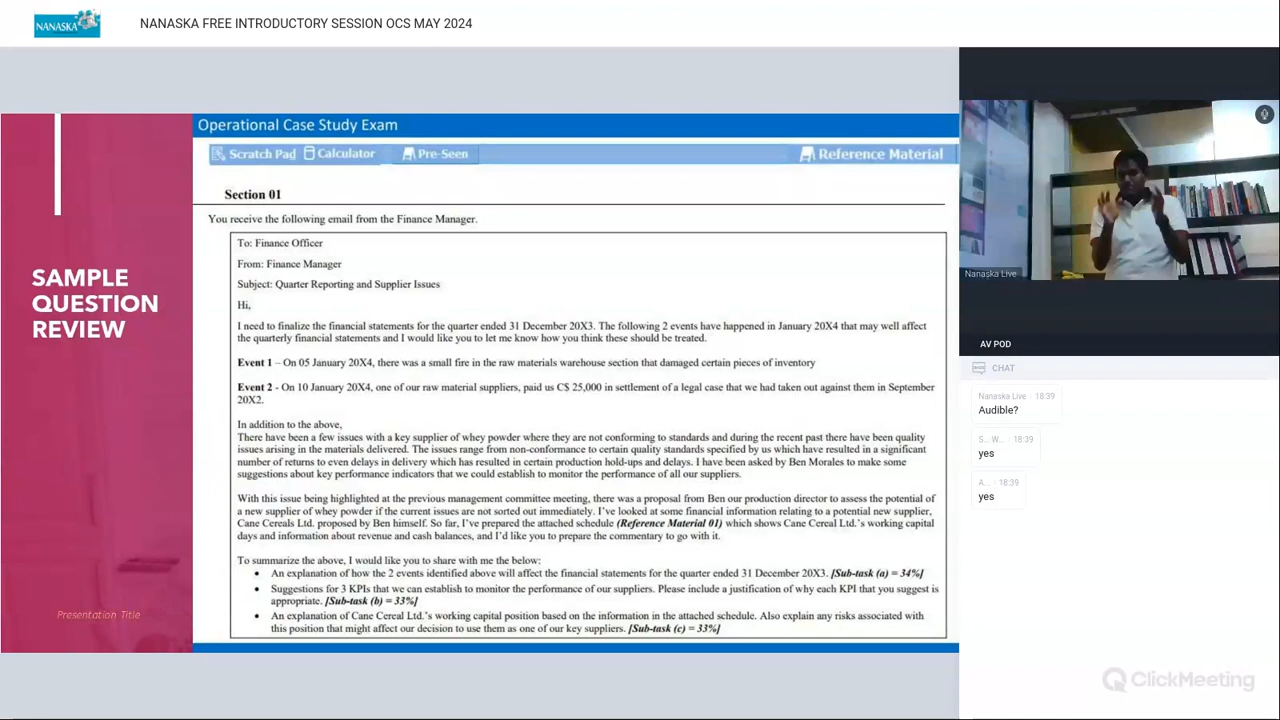 NANASKA
NANASKA FREE INTRODUCTORY SESSION OCS MAY 2024
SAMPLE
QUESTION
REVIEW
Presentation Title
Operational Case Study Exam
Scratch Pad
Calculator
Pre-Seen
Reference Material
Section 01
You receive the following email from the Finance Manager.
To: Finance Officer
From: Finance Manager
Subject: Quarter Reporting and Supplier Issues
Hi,
I need to finalize the financial statements for the quarter ended 31 December 20X3. The following 2 events have happened in January 20X4 that may well affect
the quarterly financial statements and I would like you to let me know how you think these should be treated.
Event 1 – On 05 January 20X4, there was a small fire in the raw materials warehouse section that damaged certain pieces of inventory
Event 2 - On 10 January 20X4, one of our raw material suppliers, paid us C$ 25,000 in settlement of a legal case that we had taken out against them in September
20X2.
In addition to the above,
There have been a few issues with a key supplier of whey powder where they are not conforming to standards and during the recent past there have been quality
issues arising in the materials delivered. The issues range from non-conformance to certain quality standards specified by us which have resulted in a significant
number of returns to even delays in delivery which has resulted in certain production hold-ups and delays. I have been asked by Ben Morales to make some
suggestions about key performance indicators that we could establish to monitor the performance of all our suppliers.
With this issue being highlighted at the previous management committee meeting, there was a proposal from Ben our production director to assess the potential of
a new supplier of whey powder if the current issues are not sorted out immediately. I've looked at some financial information relating to a potential new supplier,
Cane Cereals Ltd. proposed by Ben himself. So far, I've prepared the attached schedule (Reference Material 01) which shows Cane Cereal Ltd.'s working capital
days and information about revenue and cash balances, and I'd like you to prepare the commentary to go with it.
To summarize the above, I would like you to share with me the below:
• An explanation of how the 2 events identified above will affect the financial statements for the quarter ended 31 December 20X3. [Sub-task (a) = 34%]
• Suggestions for 3 KPIs that we can establish to monitor the performance of our suppliers. Please include a justification of why each KPI that you suggest is
appropriate. [Sub-task (b) = 33%]
• An explanation of Cane Cereal Ltd.'s working capital position based on the information in the attached schedule. Also explain any risks associated with
this position that might affect our decision to use them as one of our key suppliers. [Sub-task (c) = 33%]
Nanaska Live
AV POD
CHAT
Nanaska Live 18:39
Audible?
S... W... 18:39
yes
A... 18:39
yes
ClickMeeting